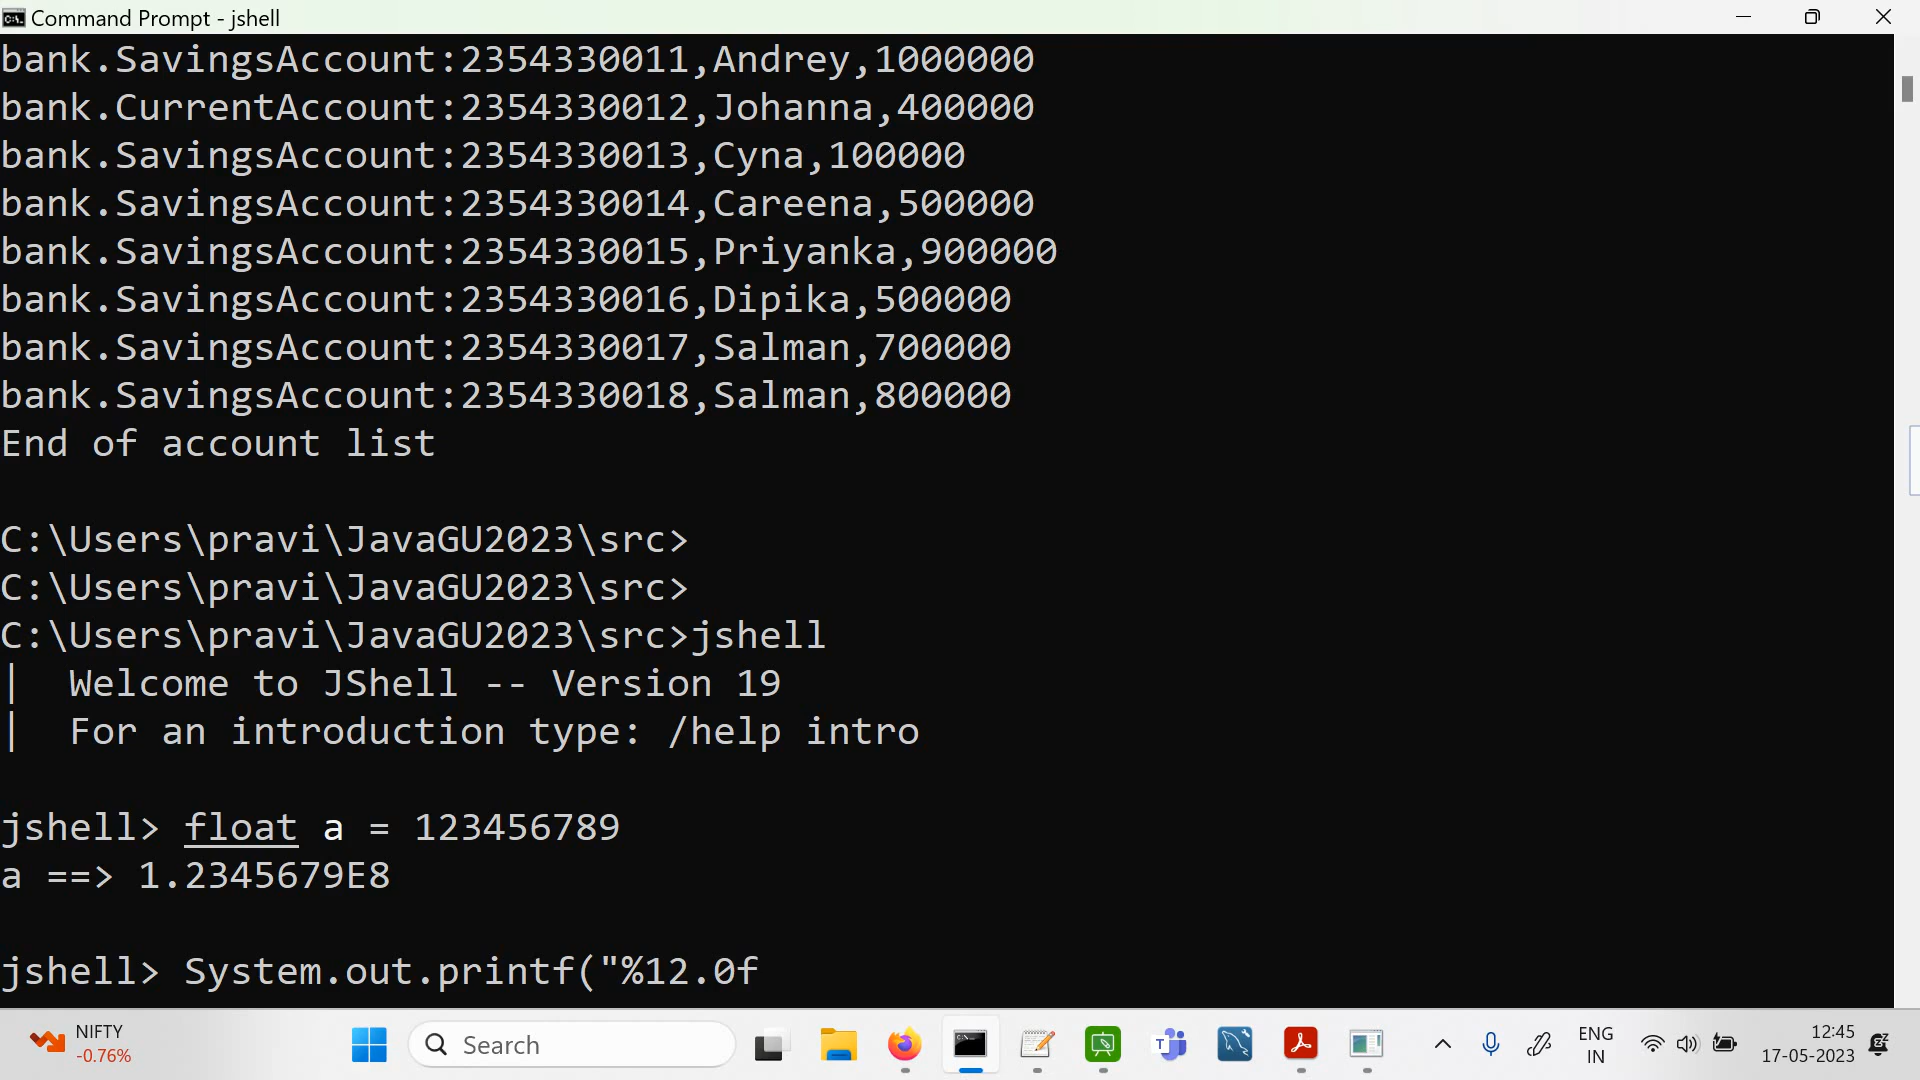 Command Prompt - jshell
bank.SavingsAccount:2354330011,Andrey,1000000
bank.CurrentAccount:2354330012,Johanna,400000
bank.SavingsAccount:2354330013,Cyna,100000
bank.SavingsAccount:2354330014,Careena,500000
bank.SavingsAccount:2354330015,Priyanka,900000
bank.SavingsAccount:2354330016,Dipika,500000
bank.SavingsAccount:2354330017,Salman,700000
bank.SavingsAccount:2354330018,Salman,800000
End of account list
C:\Users\pravi\JavaGU2023\src>
C:\Users\pravi\JavaGU2023\src>
C:\Users\pravi\JavaGU2023\src>jshell
|  Welcome to JShell -- Version 19
|  For an introduction type: /help intro
jshell> float a = 123456789
a ==> 1.2345679E8
jshell> System.out.printf("%12.0f
NIFTY
-0.76%
Search
ENG
IN
12:45
17-05-2023